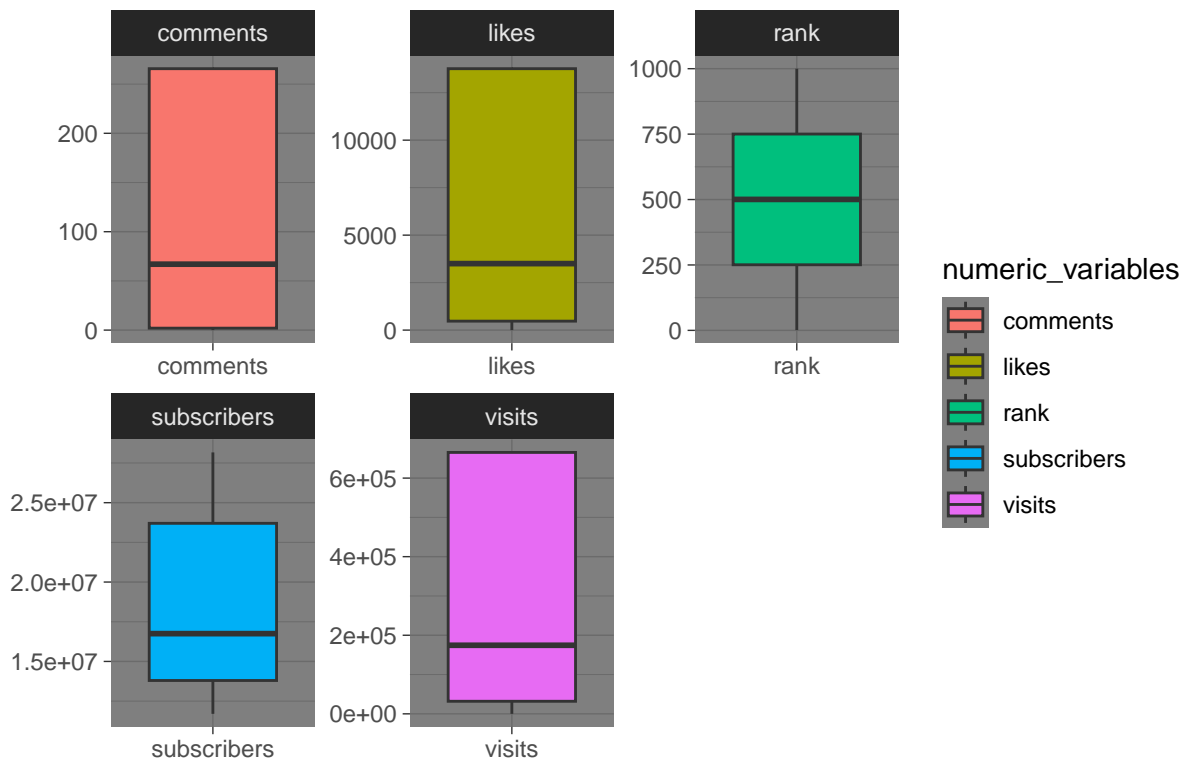 comments
200
100
0
comments
likes
10000
5000
0
likes
rank
1000
750
500
250
0
rank
subscribers
2.5e+07
2.0e+07
1.5e+07
subscribers
visits
6e+05
4e+05
2e+05
0e+00
visits
numeric_variables
comments
likes
rank
subscribers
visits